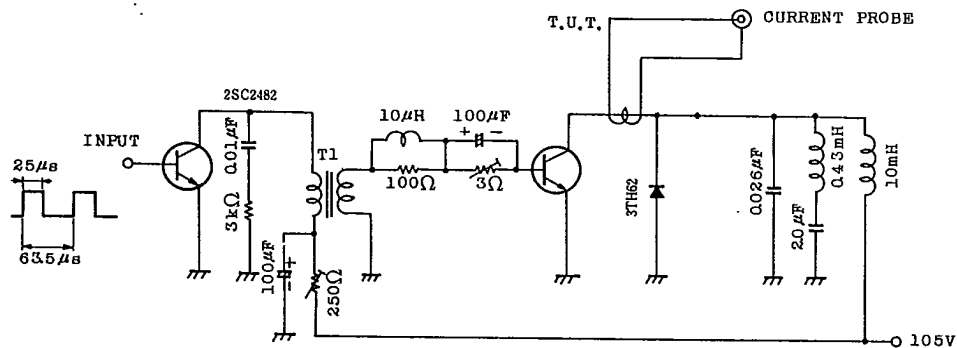 T.U.T.
CURRENT PROBE
2SC2482
10μH
100μF
+ -
INPUT
0.01μF
T1
25μs
100Ω
3Ω
3kΩ
3TH62
0.026μF
0.43mH
10mH
2.0μF
63.5μs
100μF
+
-
250Ω
105V